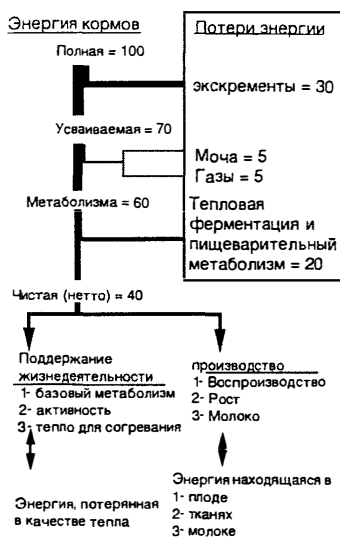 Энергия кормов
Полная = 100
Усваиваемая = 70
Метаболизма = 60
Чистая (нетто) = 40
Потери энергии
экскременты = 30
Моча = 5
Газы = 5
Тепловая
ферментация и
пищеварительный
метаболизм = 20
Поддержание
жизнедеятельности
1- базовый метаболизм
2- активность
3- тепло для согревания
Энергия, потерянная
в качестве тепла
производство
1- Воспроизводство
2- Рост
3- Молоко
Энергия находящаяся в
1- плоде
2- тканях
3- молоке